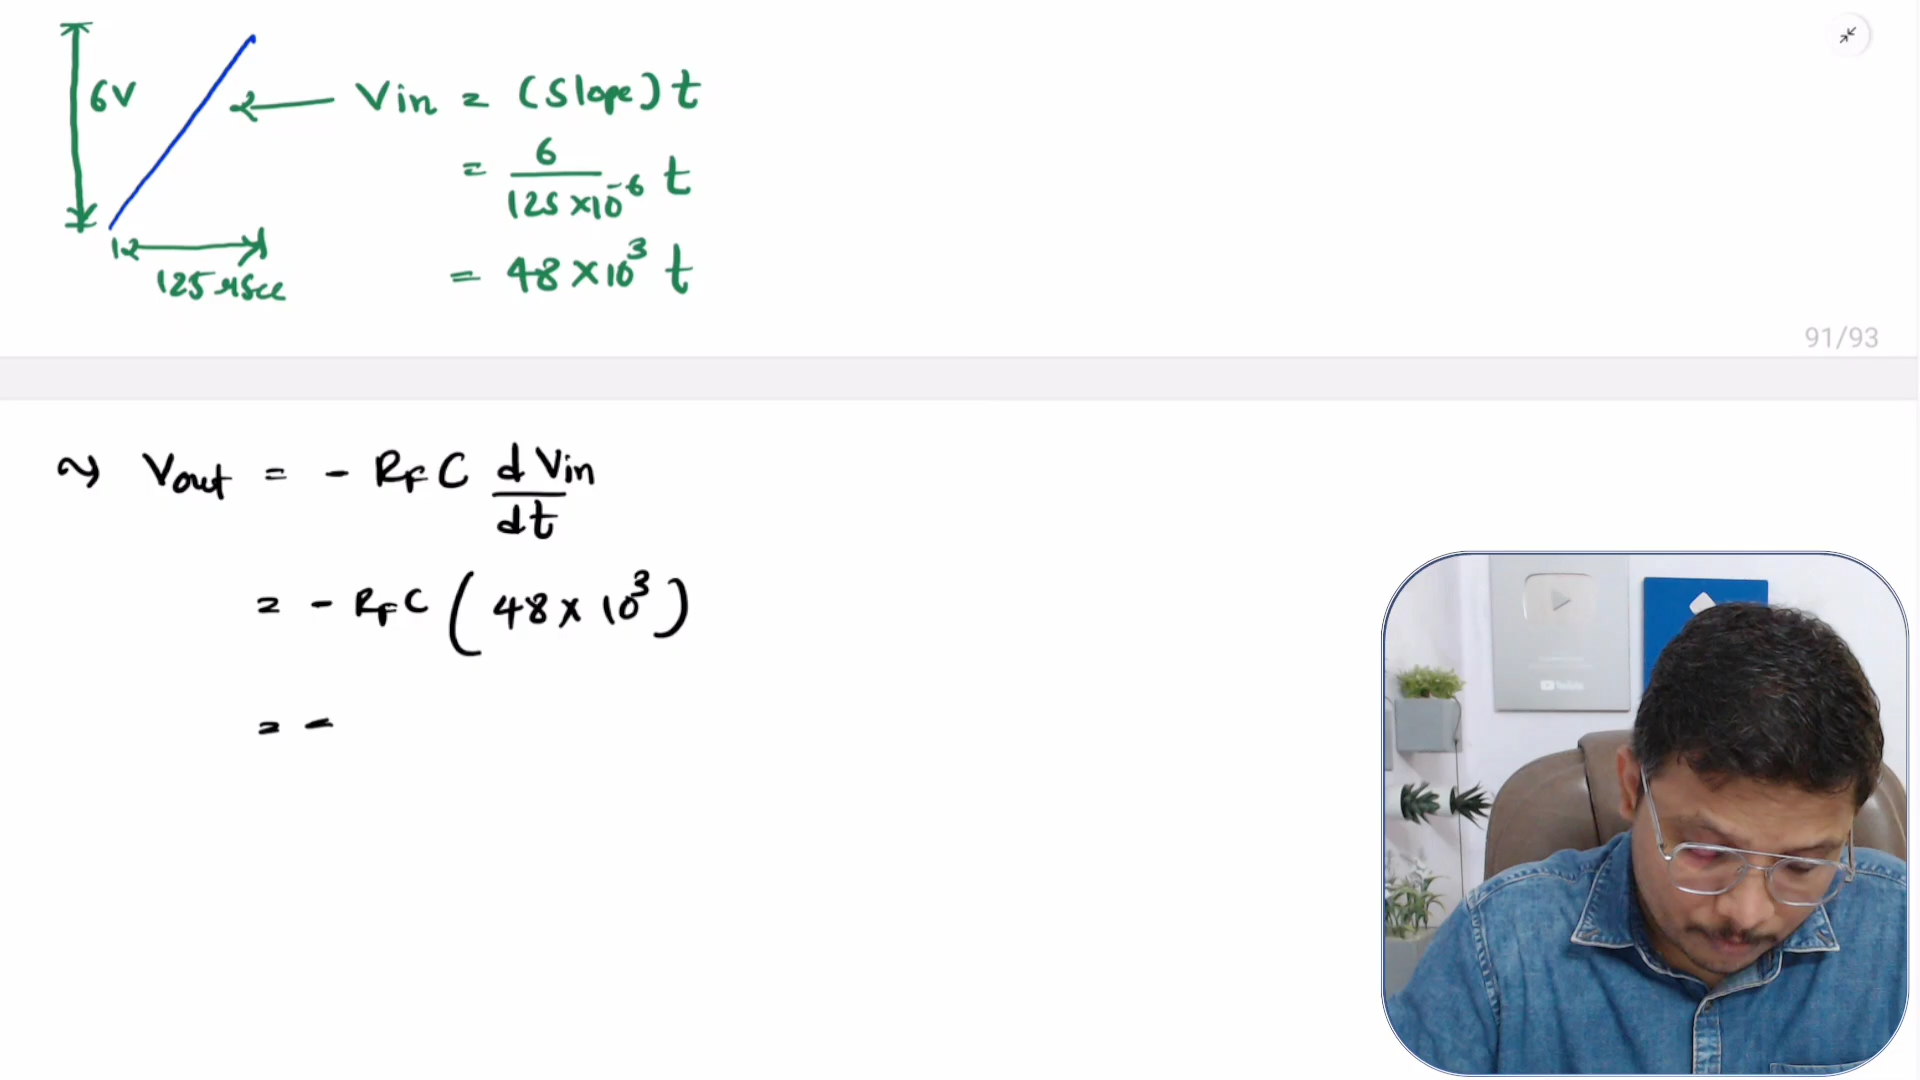 6V
Vin = (Slope) t
= 6 / 125 × 10^-6 t
= 48 × 10^3 t
125 μsec
91/93
Vout = - RF C dVin / dt
= - RF C ( 48 × 10^3 )
= -
YouTube